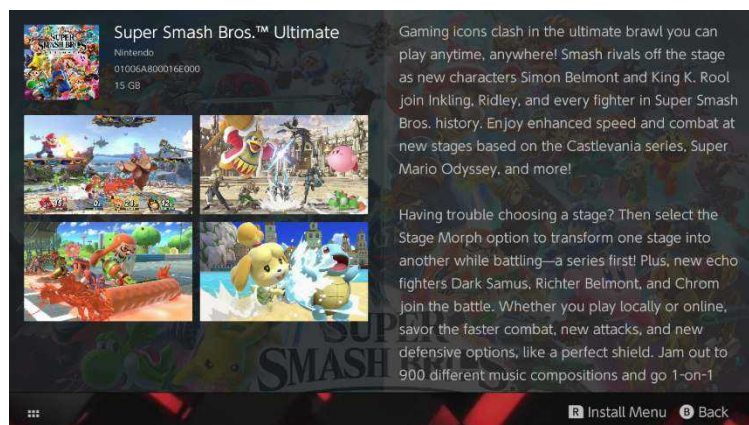 Super Smash Bros.™ Ultimate
Nintendo
01006A800016E000
15 GB
Gaming icons clash in the ultimate brawl you can
play anytime, anywhere! Smash rivals off the stage
as new characters Simon Belmont and King K. Rool
join Inkling, Ridley, and every fighter in Super Smash
Bros. history. Enjoy enhanced speed and combat at
new stages based on the Castlevania series, Super
Mario Odyssey, and more!
Having trouble choosing a stage? Then select the
Stage Morph option to transform one stage into
another while battling—a series first! Plus, new echo
fighters Dark Samus, Richter Belmont, and Chrom
join the battle. Whether you play locally or online,
savor the faster combat, new attacks, and new
defensive options, like a perfect shield. Jam out to
900 different music compositions and go 1-on-1
SUPER
SMASH BROS.
R Install Menu B Back